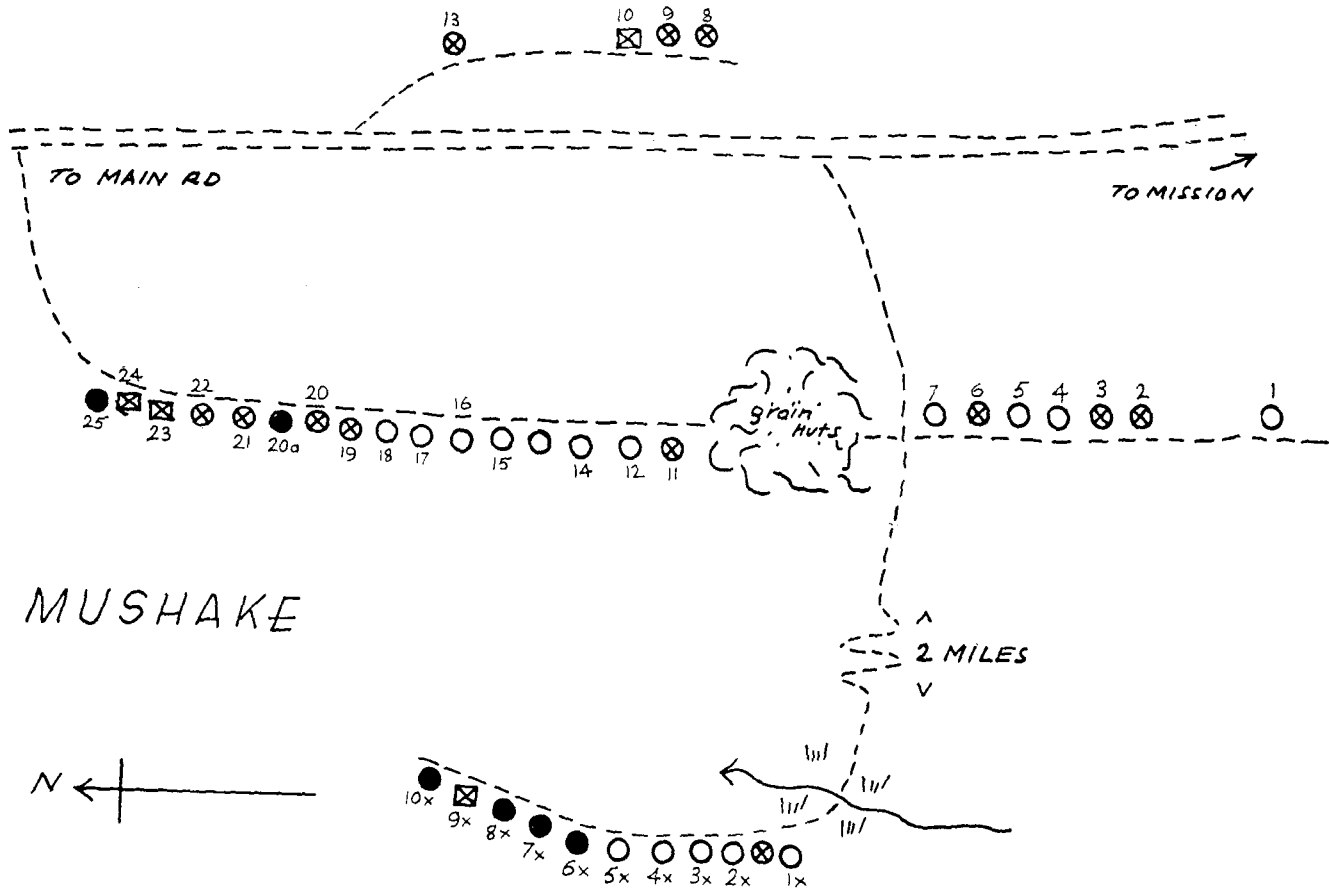 13 10 9 8
TO MAIN RD
TO MISSION
24 22 20 16
25 23 21 20a 19 18 17 15 14 12 11
grain
Huts
7 6 5 4 3 2 1
MUSHAKE
2 MILES
N
10x 9x 8x 7x 6x 5x 4x 3x 2x 1x